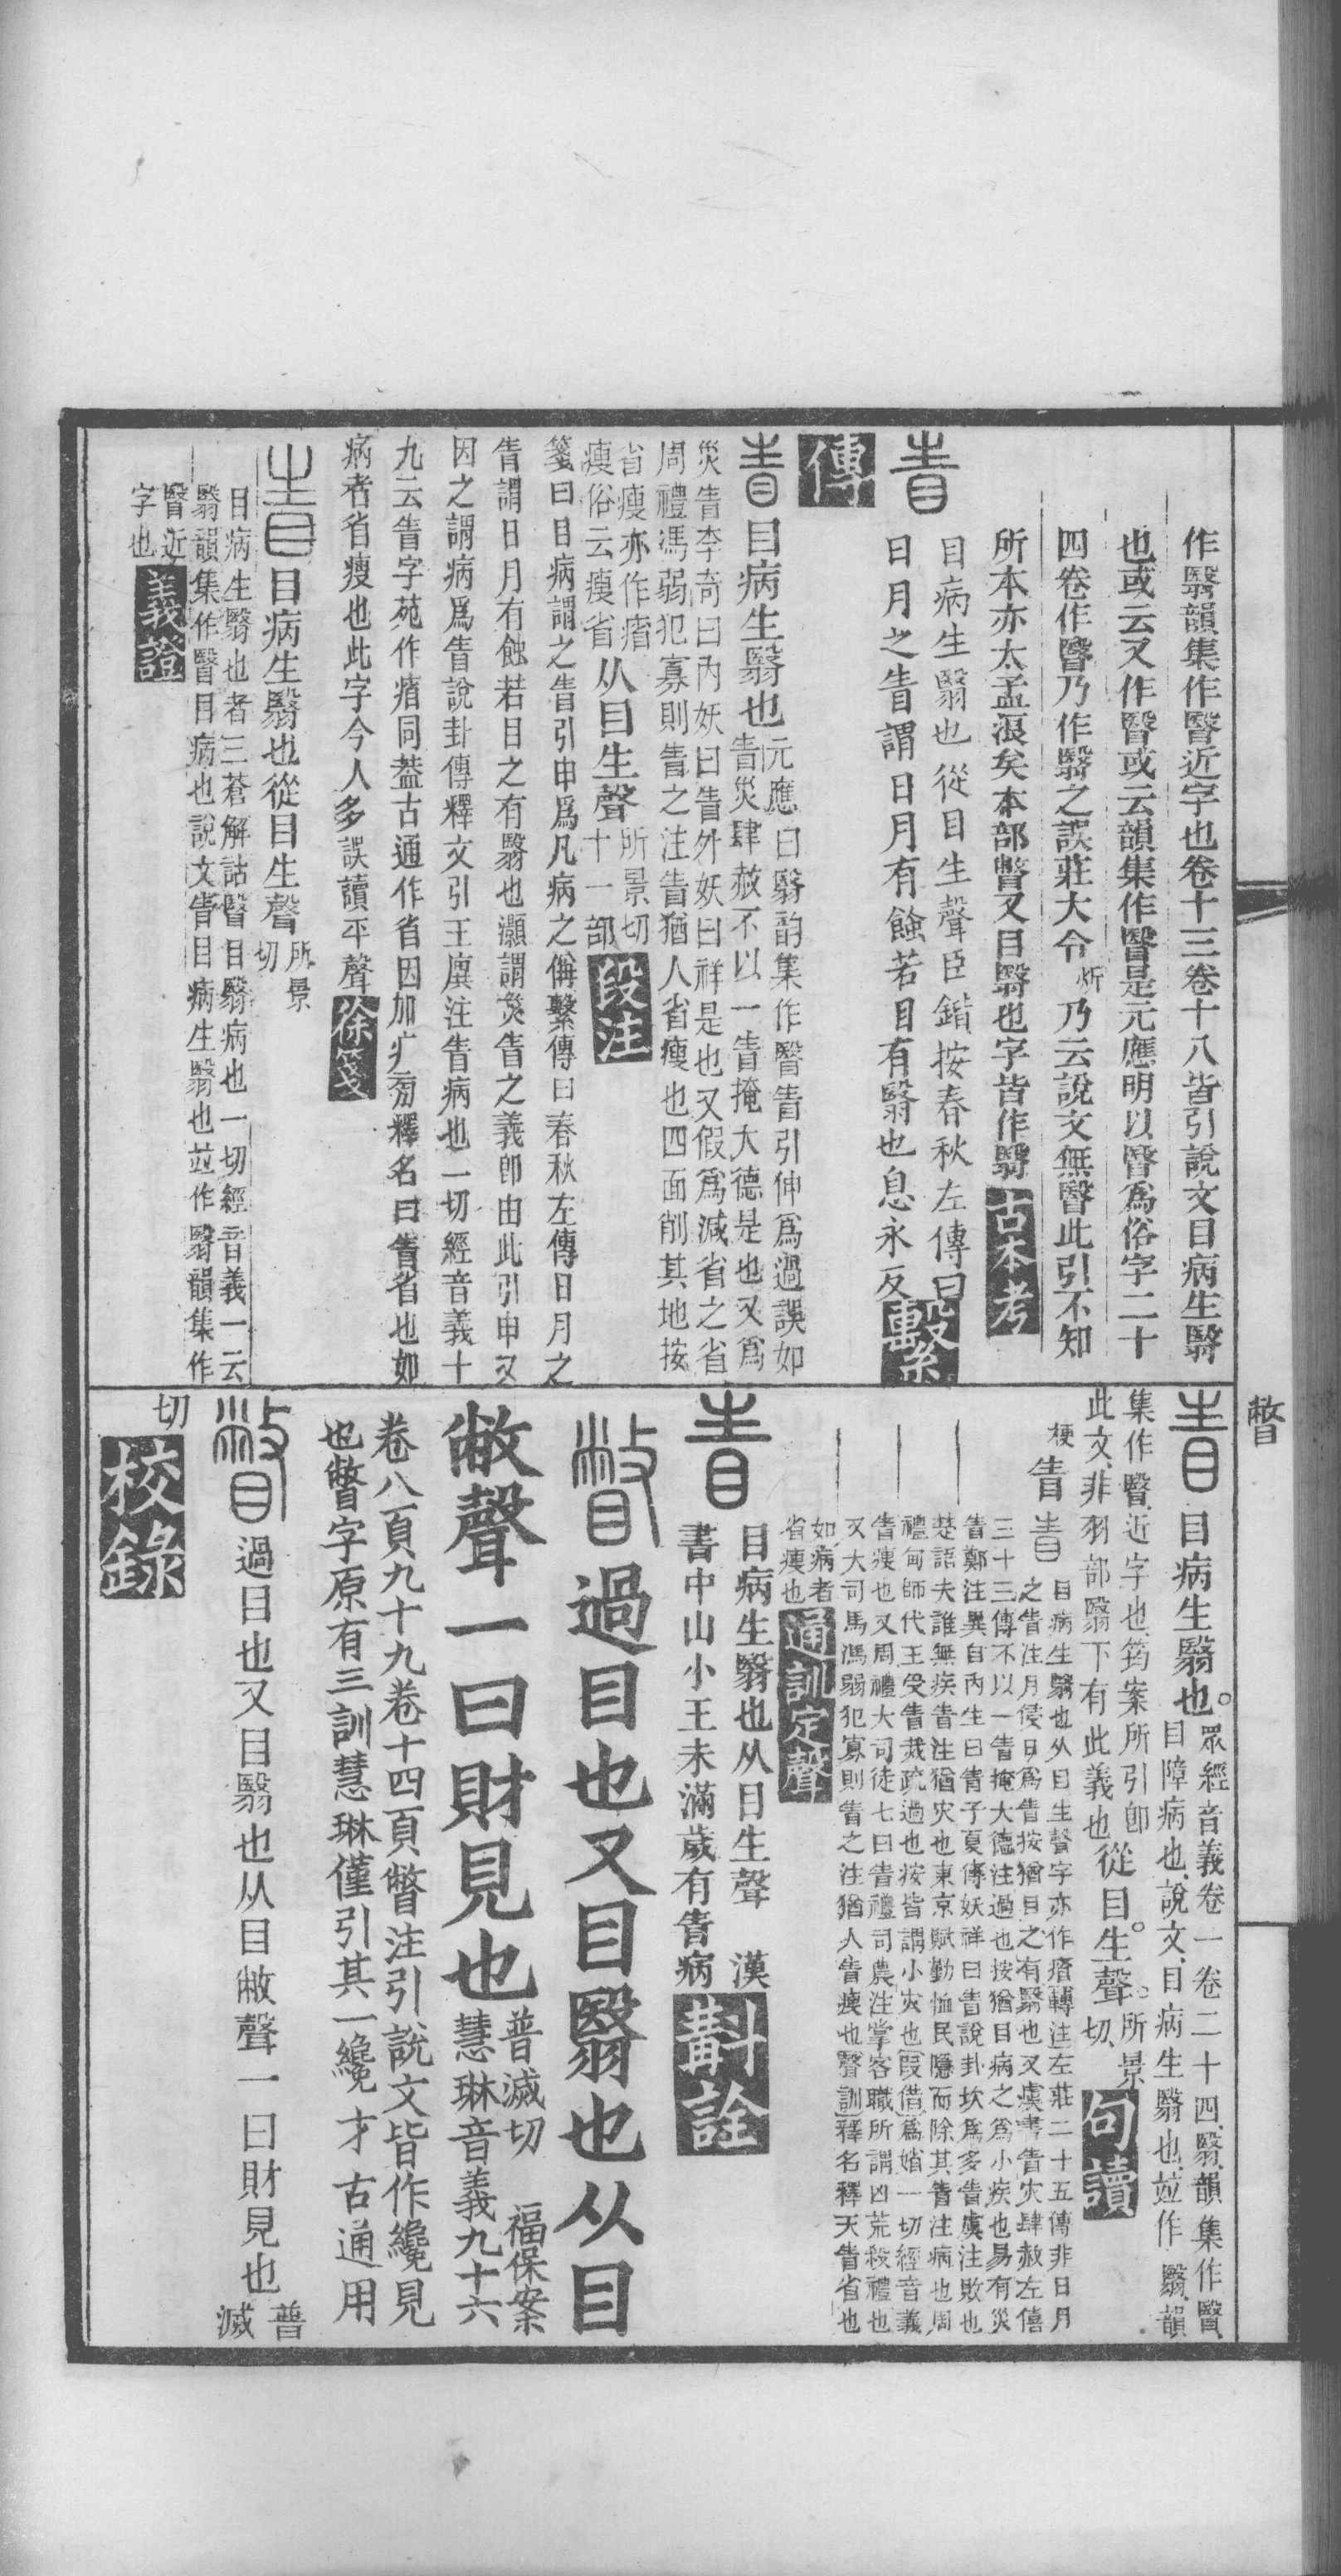 作翳韻集作瞖近字也卷十三卷十八皆引說文目病生翳
也或云又作瞖或云韻集作瞖是元應明以瞖為俗字二十
四卷作瞖乃作翳之誤莊大令炘乃云說文無瞖此引不知
所本亦太孟浪矣本部瞥又目翳也字皆作翳古本考
眚
目病生翳也從目生聲臣鍇按春秋左傳曰
日月之眚謂日月有餘若目有翳也息永反繫
傳
眚目病生翳也
元應曰翳韵集作瞖眚引伸爲過誤如
眚災肆赦不以一眚掩大德是也又爲
災眚李奇曰內妖曰眚外妖曰祥是也又假爲減省之省
周禮馮弱犯寡則眚之注眚猶人省瘦也四面削其地按
省瘦亦作㾪
瘦俗云瘦省
从目生聲
所景切
十一部
段注
箋曰目病謂之眚引申爲凡病之偁繫傳曰春秋左傳日月之
眚謂日月有蝕若目之有翳也灝謂災眚之義卽由此引申又
因之謂病爲眚說卦傳釋文引王廙注眚病也一切經音義十
九云眚字苑作㾪同葢古通作省因加疒旁釋名曰眚省也如
病者省瘦也此字今人多誤讀平聲徐箋
眚目病生翳也從目生聲
所景
切
目病生翳也者三蒼解詁瞖目翳病也一切經音義一云
翳韻集作瞖目病也說文眚目病生翳也竝作翳韻集作
瞖近
字也
義證
瞥
眚目病生翳也
眾經音義卷一卷二十四翳韻集作瞖
目障病也說文目病生翳也竝作翳韻
集作瞖近字也筠案所引卽
此文非羽部翳下有此義也
從目生聲
所景
切
句讀
梗眚
眚
目病生翳也从目生聲字亦作㾪轉注左莊二十五傳非日月
之眚注月侵日爲眚按猶目之有翳也又虞書眚灾肆赦左僖
三十三傳不以一眚掩大德注過也按猶目病之爲小疾也易有災
眚鄭注異自內生曰眚子夏傳妖祥曰眚說卦坎爲多眚虞注敗也
楚語夫誰無疾眚注猶灾也東京賦勤恤民隱而除其眚注病也周
禮甸師代王受眚烖疏過也按皆謂小灾也叚借爲㛗一切經音義
眚瘦也又周禮大司徒七曰眚禮司農注掌客職所謂凶荒殺禮也
又大司馬馮弱犯寡則眚之注猶人眚瘦也聲訓釋名釋天眚省也
如病者
省瘦也
通訓定聲
眚
目病生翳也从目生聲　漢
書中山小王未滿歲有眚病
斠詮
瞥過目也又目翳也从目
敝聲一曰財見也
普滅切　福保案
慧琳音義九十六
卷八頁九十九卷十四頁瞥注引說文皆作纔見
也瞥字原有三訓慧琳僅引其一纔才古通用
瞥過目也又目翳也从目敝聲一曰財見也
普
滅
切校錄